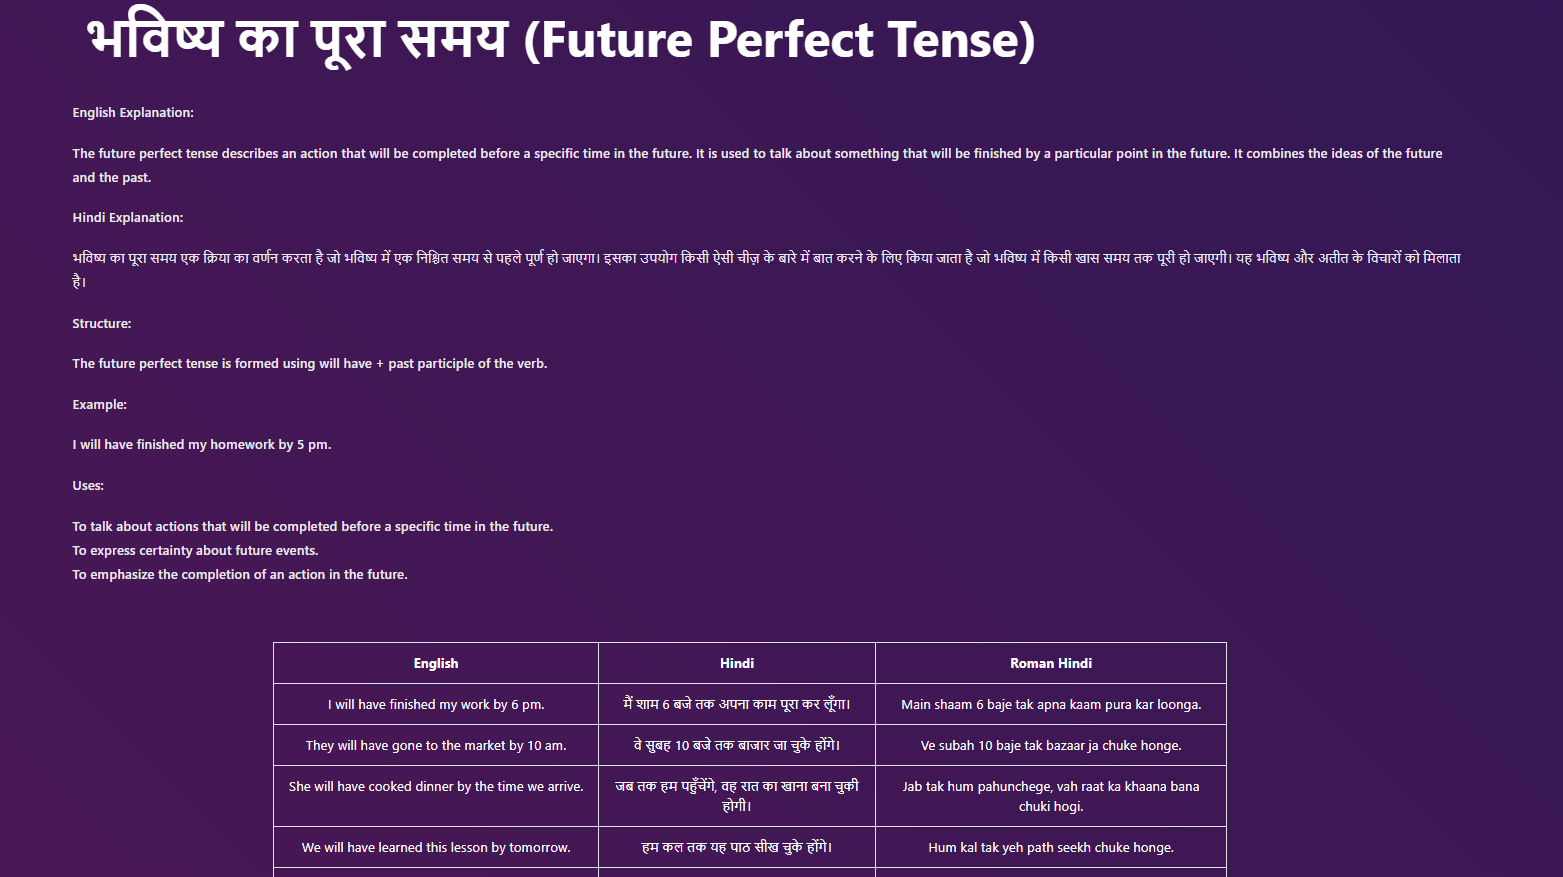 भविष्य का पूरा समय (Future Perfect Tense)
English Explanation:
The future perfect tense describes an action that will be completed before a specific time in the future. It is used to talk about something that will be finished by a particular point in the future. It combines the ideas of the future
and the past.
Hindi Explanation:
भविष्य का पूरा समय एक क्रिया का वर्णन करता है जो भविष्य में एक निश्चित समय से पहले पूर्ण हो जाएगा। इसका उपयोग किसी ऐसी चीज़ के बारे में बात करने के लिए किया जाता है जो भविष्य में किसी खास समय तक पूरी हो जाएगी। यह भविष्य और अतीत के विचारों को मिलाता
है।
Structure:
The future perfect tense is formed using will have + past participle of the verb.
Example:
I will have finished my homework by 5 pm.
Uses:
To talk about actions that will be completed before a specific time in the future.
To express certainty about future events.
To emphasize the completion of an action in the future.
English Hindi Roman Hindi
I will have finished my work by 6 pm. मैं शाम 6 बजे तक अपना काम पूरा कर लूँगा। Main shaam 6 baje tak apna kaam pura kar loonga.
They will have gone to the market by 10 am. वे सुबह 10 बजे तक बाजार जा चुके होंगे। Ve subah 10 baje tak bazaar ja chuke honge.
She will have cooked dinner by the time we arrive. जब तक हम पहुँचेंगे, वह रात का खाना बना चुकी Jab tak hum pahunchege, vah raat ka khaana bana
होगी। chuki hogi.
We will have learned this lesson by tomorrow. हम कल तक यह पाठ सीख चुके होंगे। Hum kal tak yeh path seekh chuke honge.